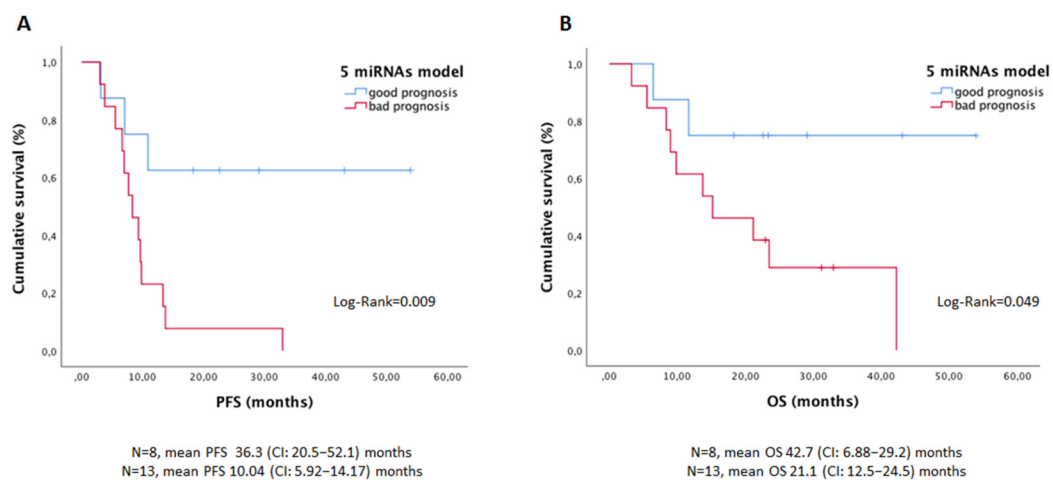 A
5 miRNAs model
good prognosis
bad prognosis
Cumulative survival (%)
1,0
0,8
0,6
0,4
0,2
0,0
Log-Rank=0.009
,00 10,00 20,00 30,00 40,00 50,00 60,00
PFS (months)
N=8, mean PFS 36.3 (CI: 20.5–52.1) months
N=13, mean PFS 10.04 (CI: 5.92–14.17) months
B
5 miRNAs model
good prognosis
bad prognosis
Cumulative survival (%)
1,0
0,8
0,6
0,4
0,2
0,0
Log-Rank=0.049
,00 10,00 20,00 30,00 40,00 50,00 60,00
OS (months)
N=8, mean OS 42.7 (CI: 6.88–29.2) months
N=13, mean OS 21.1 (CI: 12.5–24.5) months